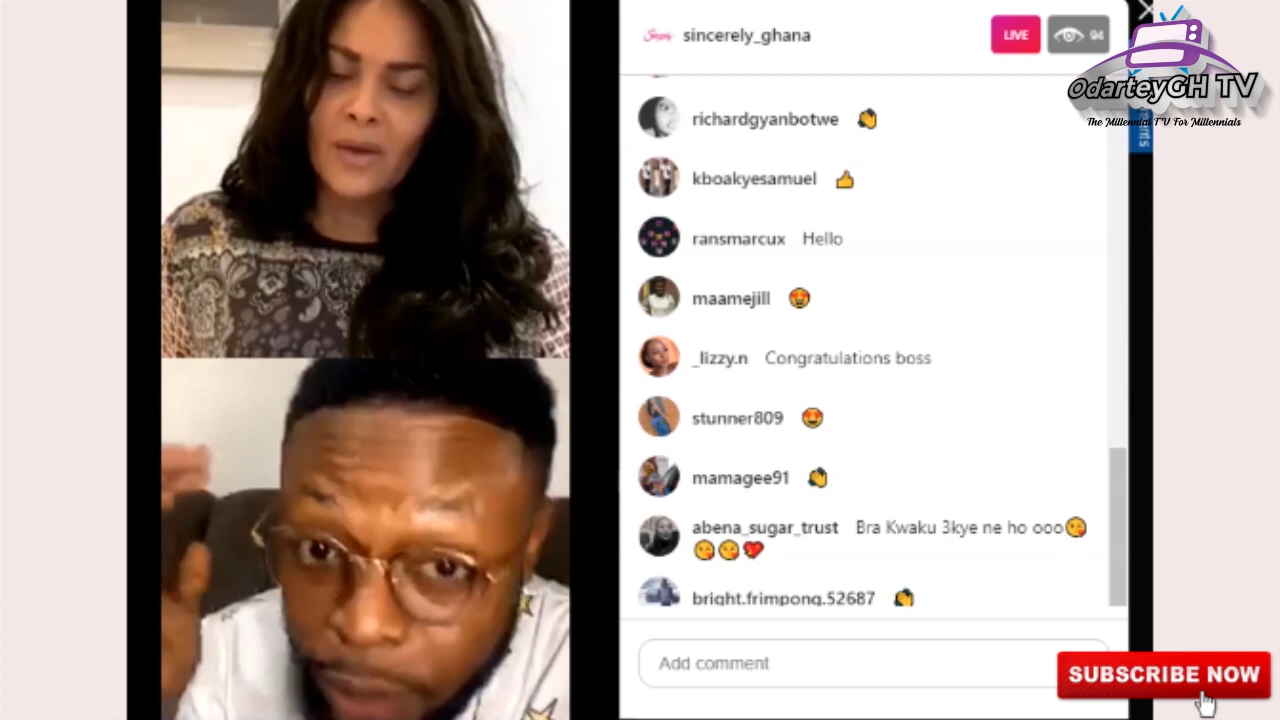 sincerely_ghana
LIVE
94
OdarteyGH TV
The Millennial TV For Millennials
richardgyanbotwe
kboakyesamuel
ransmarcux Hello
maamejill
_lizzy.n Congratulations boss
stunner809
mamagee91
abena_sugar_trust Bra Kwaku 3kye ne ho ooo
bright.frimpong.52687
Add comment
SUBSCRIBE NOW